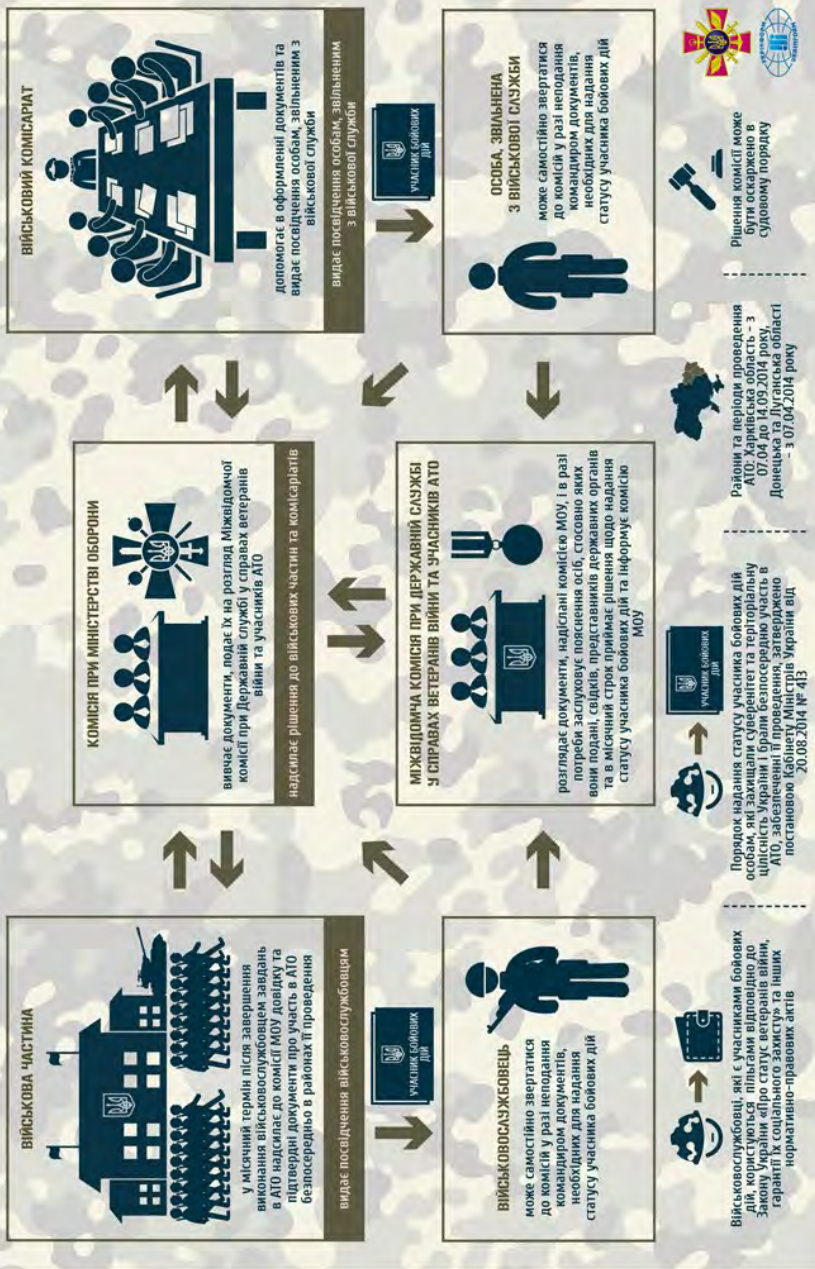 ВІЙСЬКОВА ЧАСТИНА
у місячний термін після завершення
виконання військовослужбовцем завдань
в АТО надсилає до комісії МОУ довідку та
підтвердні документи про участь в АТО
безпосередньо в районах її проведення
видає посвідчення військовослужбовцям
УЧАСНИК БОЙОВИХ
ДІЙ
ВІЙСЬКОВОСЛУЖБОВЕЦЬ
може самостійно звертатися
до комісій у разі неподання
командиром документів,
необхідних для надання
статусу учасника бойових дій
КОМІСІЯ ПРИ МІНІСТЕРСТВІ ОБОРОНИ
вивчає документи, подає їх на розгляд Міжвідомчої
комісії при Державній службі у справах ветеранів
війни та учасників АТО
надсилає рішення до військових частин та комісаріатів
МІЖВІДОМЧА КОМІСІЯ ПРИ ДЕРЖАВНІЙ СЛУЖБІ
У СПРАВАХ ВЕТЕРАНІВ ВІЙНИ ТА УЧАСНИКІВ АТО
розглядає документи, надіслані комісією МОУ, і в разі
потреби заслуховує пояснення осіб, стосовно яких
вони подані, свідків, представників державних органів
та в місячний строк приймає рішення щодо надання
статусу учасника бойових дій та інформує комісію
МОУ
ВІЙСЬКОВИЙ КОМІСАРІАТ
допомогає в оформленні документів та
видає посвідчення особам, звільненим з
військової служби
видає посвідчення особам, звільненим
з військової служби
УЧАСНИК БОЙОВИХ
ДІЙ
ОСОБА, ЗВІЛЬНЕНА
З ВІЙСЬКОВОЇ СЛУЖБИ
може самостійно звертатися
до комісій у разі неподання
командиром документів,
необхідних для надання
статусу учасника бойових дій
Військовослужбовці, які є учасниками бойових
дій, користуються пільгами відповідно до
Закону України «Про статус ветеранів війни,
гарантії їх соціального захисту» та інших
нормативно-правових актів
УЧАСНИК БОЙОВИХ
ДІЙ
Порядок надання статусу учасника бойових дій
особам, які захищали суверенітет та територіальну
цілісність України і брали безпосередню участь в
АТО, забезпеченні її проведення, затверджено
постановою Кабінету Міністрів України від
20.08.2014 № 413
Райони та періоди проведення
АТО: Харківська область - з
07.04 до 14.09.2014 року,
Донецька та Луганська області
- з 07.04.2014 року
Рішення комісії може
бути оскаржено в
судовому порядку